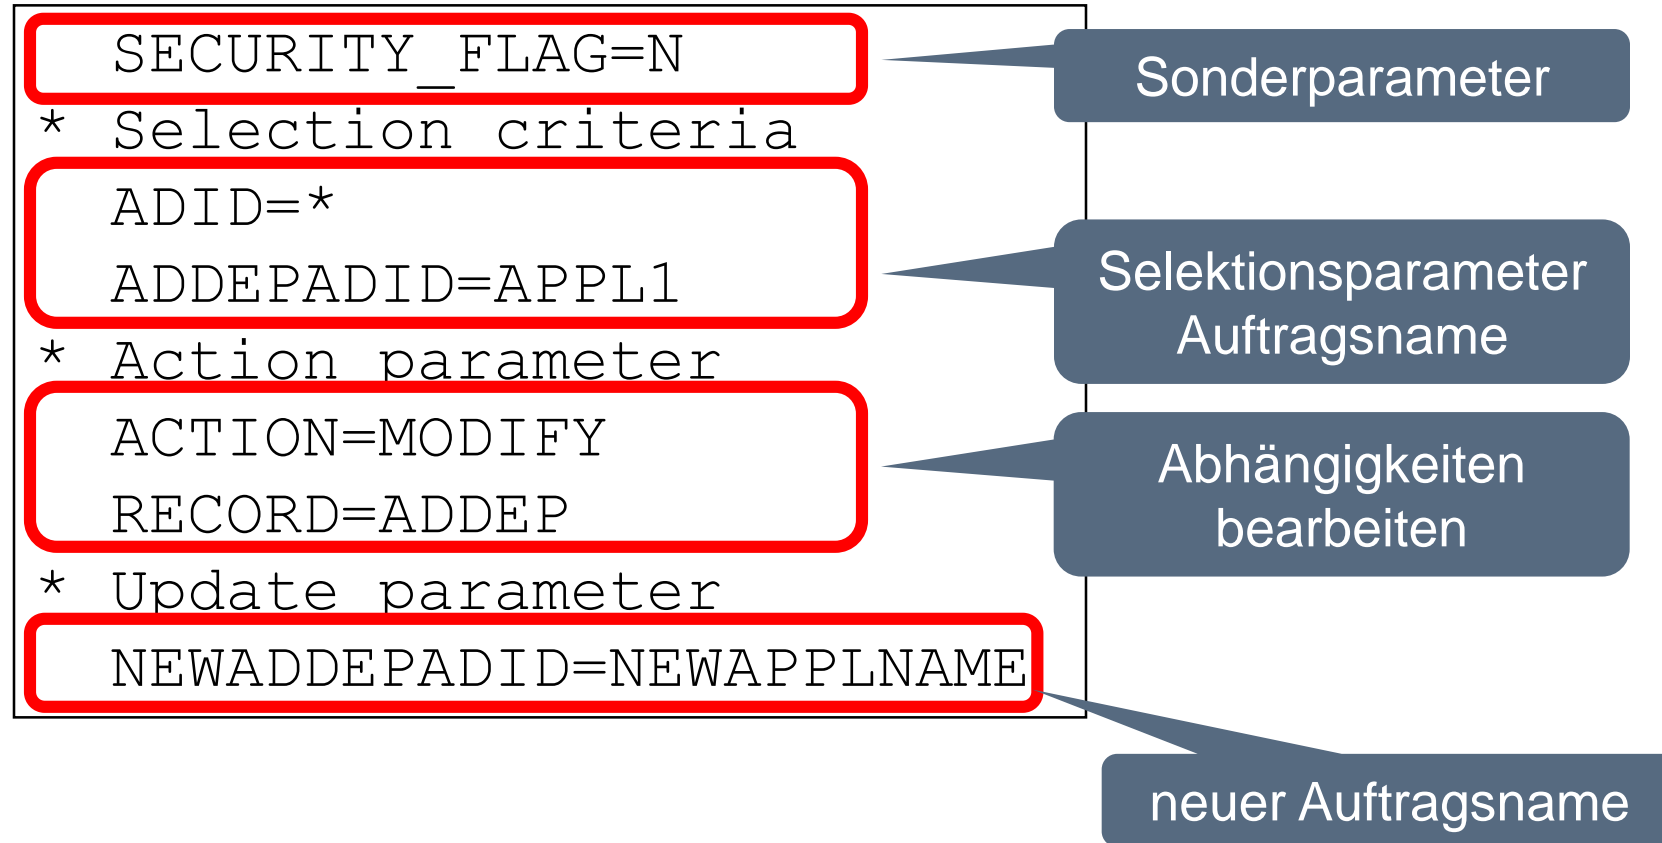 SECURITY_FLAG=N
* Selection criteria
ADID=*
ADDEPADID=APPL1
* Action parameter
ACTION=MODIFY
RECORD=ADDEP
* Update parameter
NEWADDEPADID=NEWAPPLNAME
Sonderparameter
Selektionsparameter
Auftragsname
Abhängigkeiten
bearbeiten
neuer Auftragsname